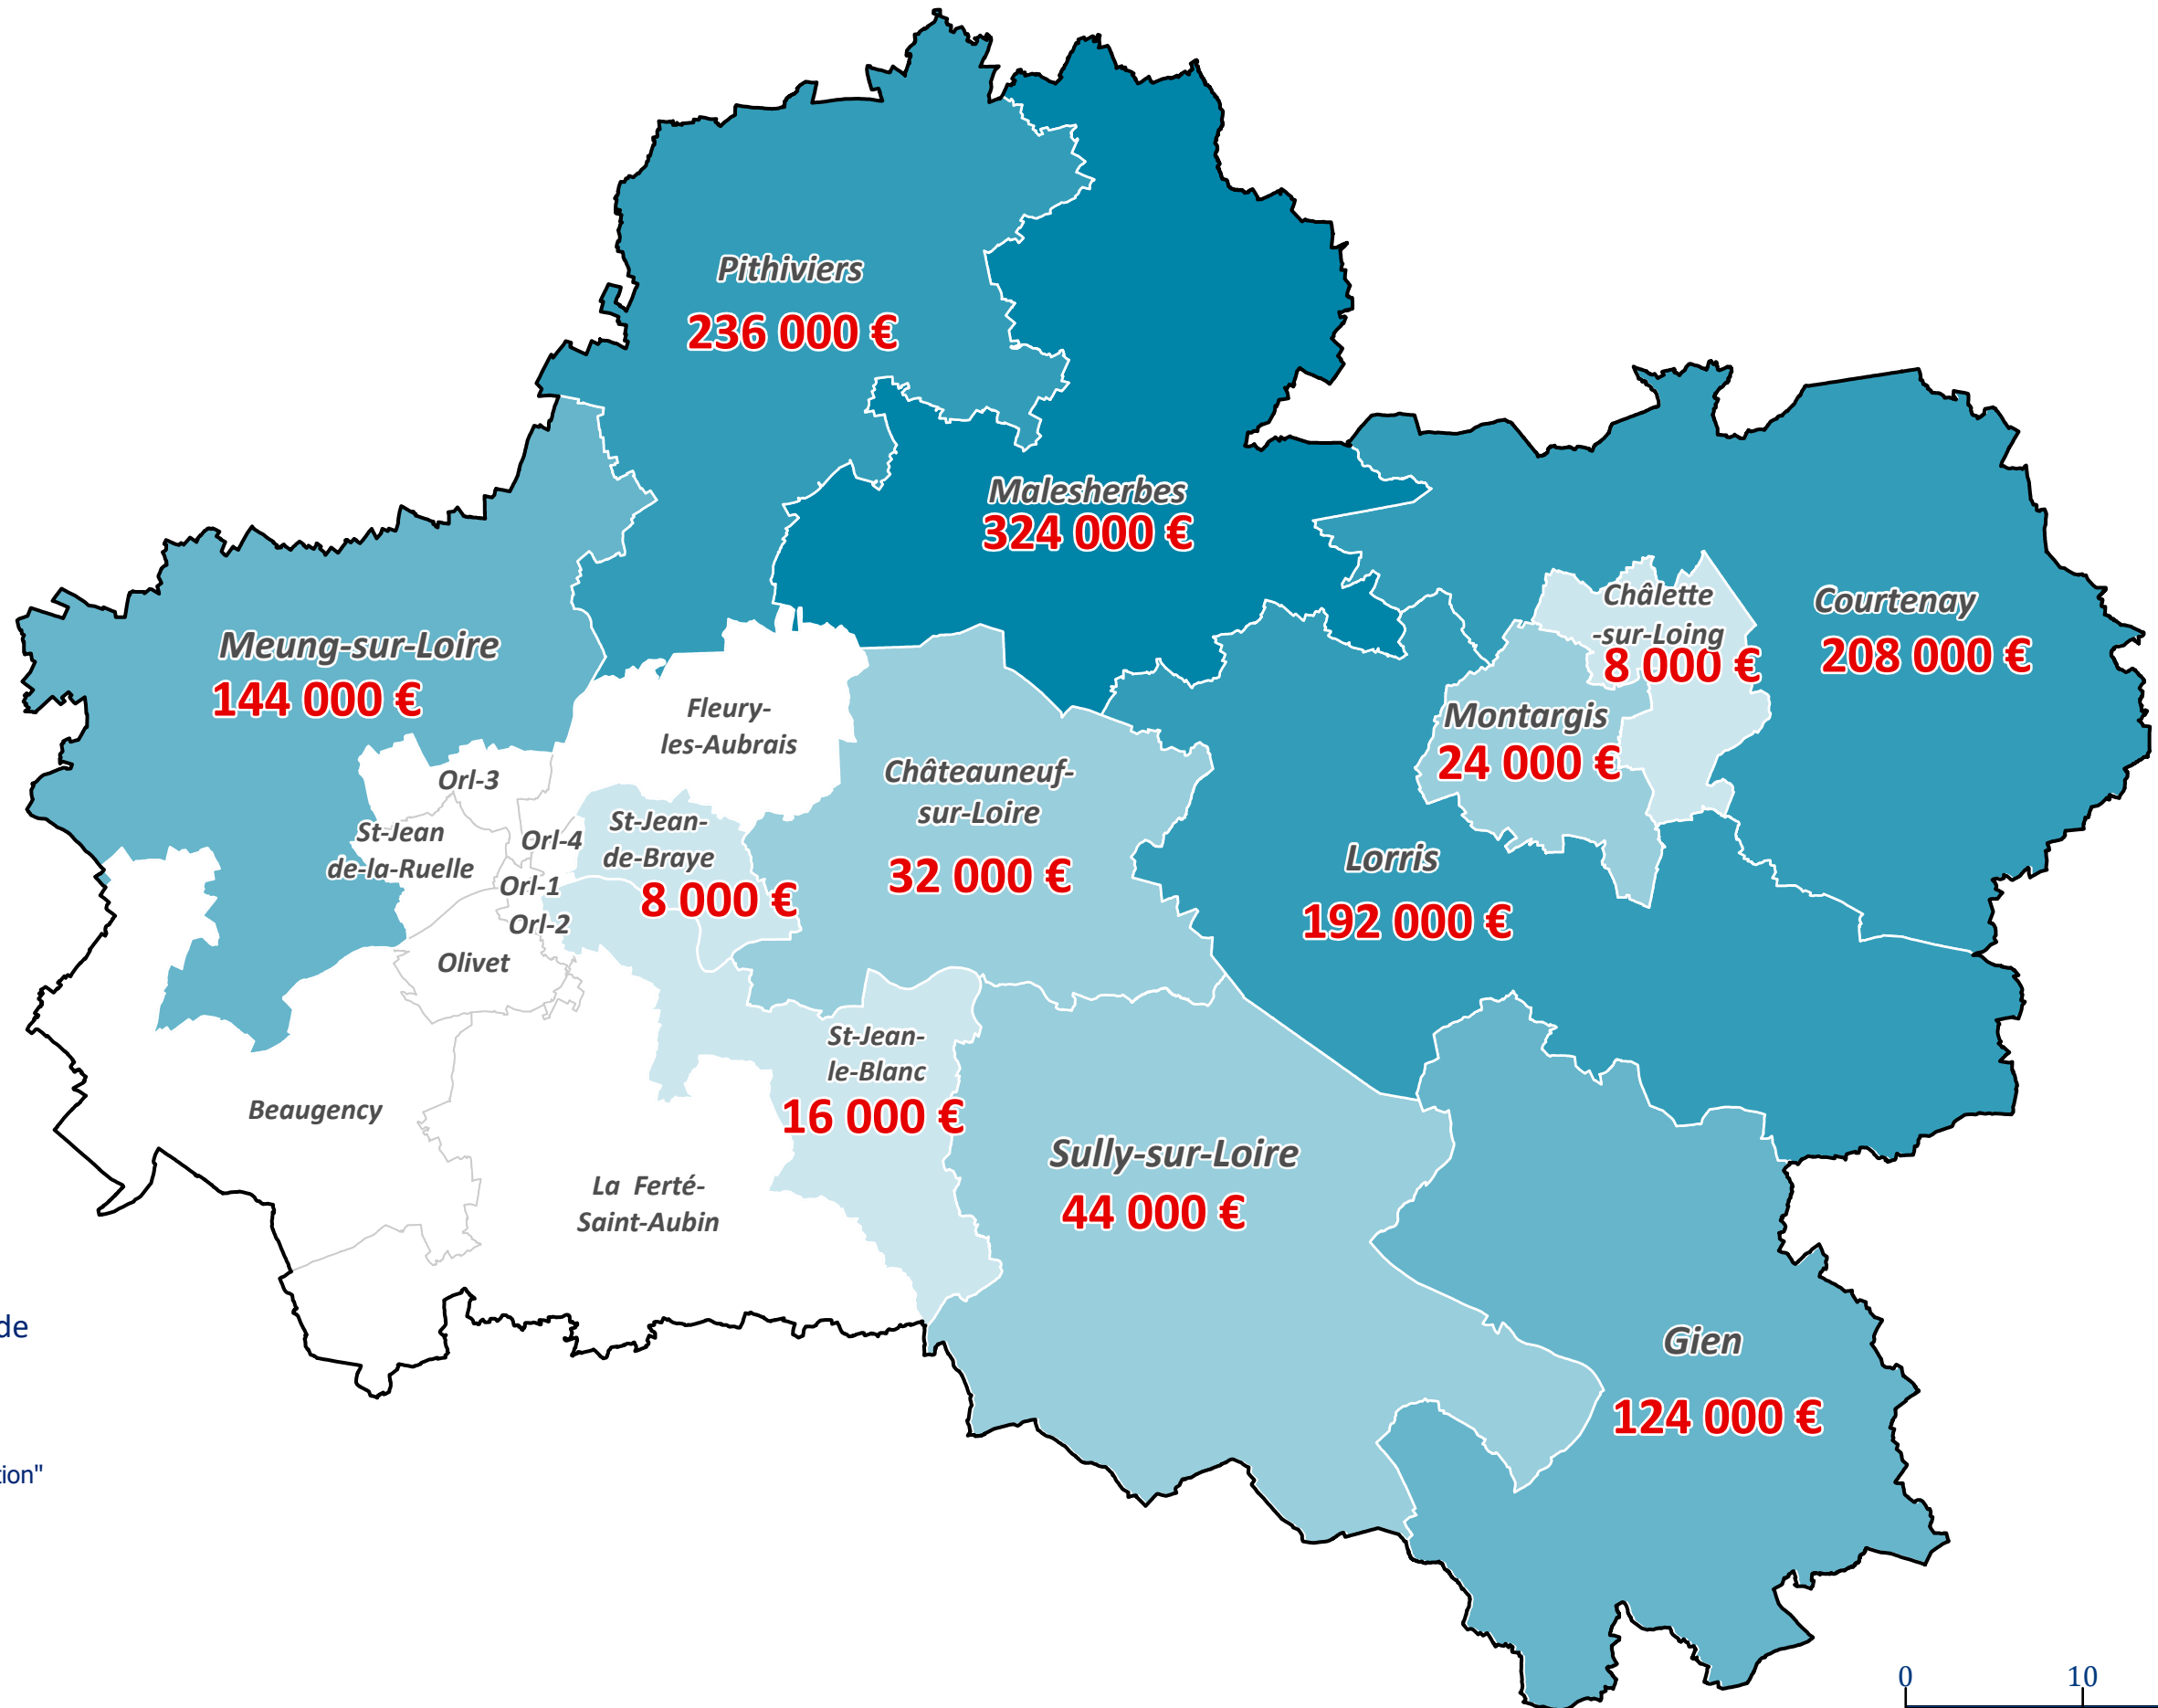 Pithiviers
236 000 €
Malesherbes
324 000 €
Châlette
-sur-Loing
8 000 €
Courtenay
208 000 €
Meung-sur-Loire
144 000 €
Fleury-
les-Aubrais
Montargis
24 000 €
Orl-3
Châteauneuf-
sur-Loire
32 000 €
St-Jean
de-la-Ruelle
Orl-4
St-Jean-
de-Braye
8 000 €
Orl-1
Orl-2
Olivet
Lorris
192 000 €
St-Jean-
le-Blanc
16 000 €
Beaugency
Sully-sur-Loire
44 000 €
La Ferté-
Saint-Aubin
de
Gien
124 000 €
tion"
0 10